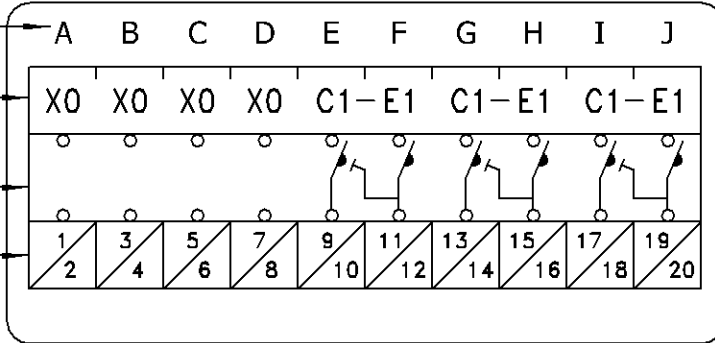 A B C D E F G H I J
X0 X0 X0 X0 C1-E1 C1-E1 C1-E1
1 3 5 7 9 11 13 15 17 19
2 4 6 8 10 12 14 16 18 20